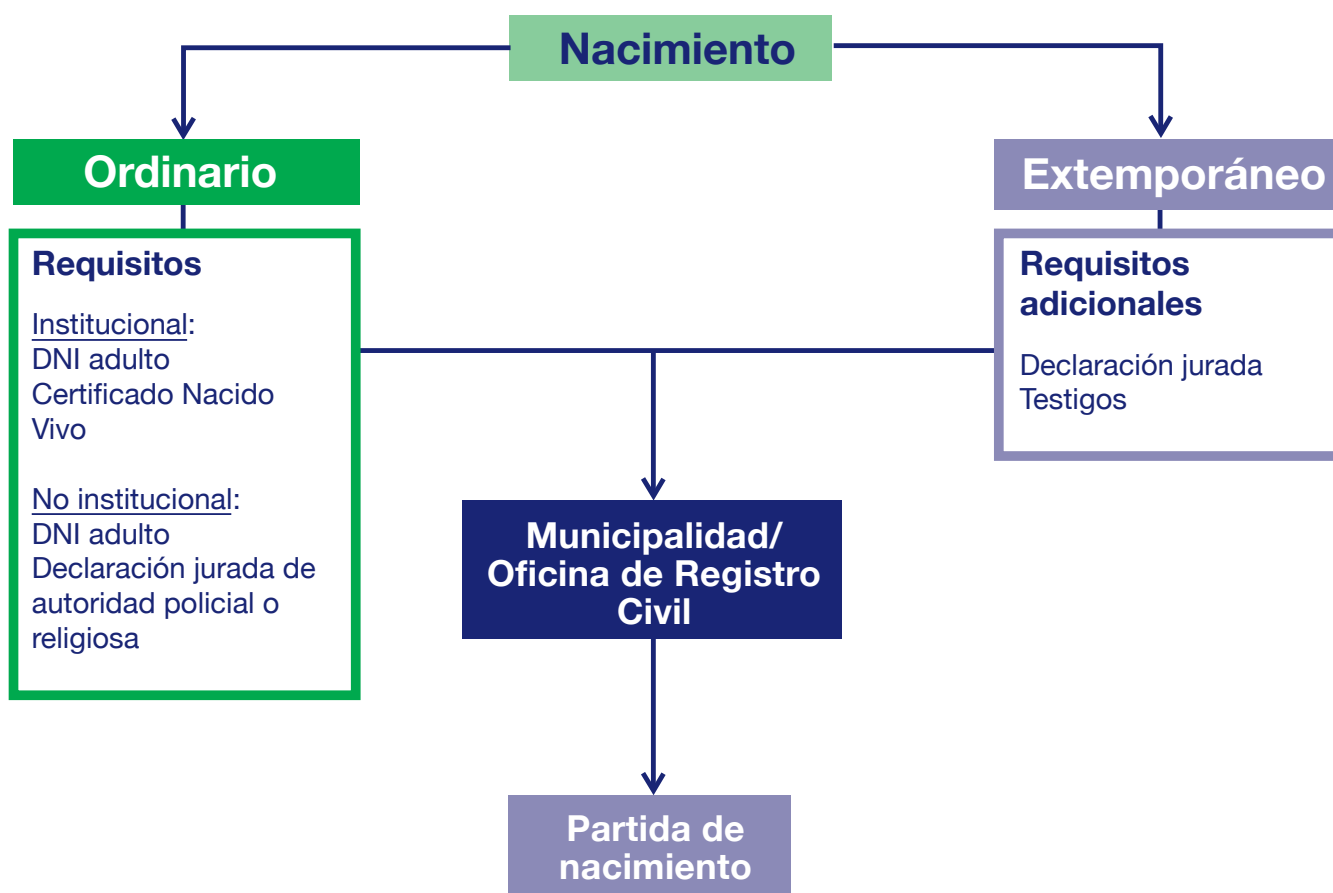 Nacimiento
Ordinario
Extemporáneo
Requisitos
Institucional:
DNI adulto
Certificado Nacido
Vivo
No institucional:
DNI adulto
Declaración jurada de
autoridad policial o
religiosa
Requisitos
adicionales
Declaración jurada
Testigos
Municipalidad/
Oficina de Registro
Civil
Partida de
nacimiento